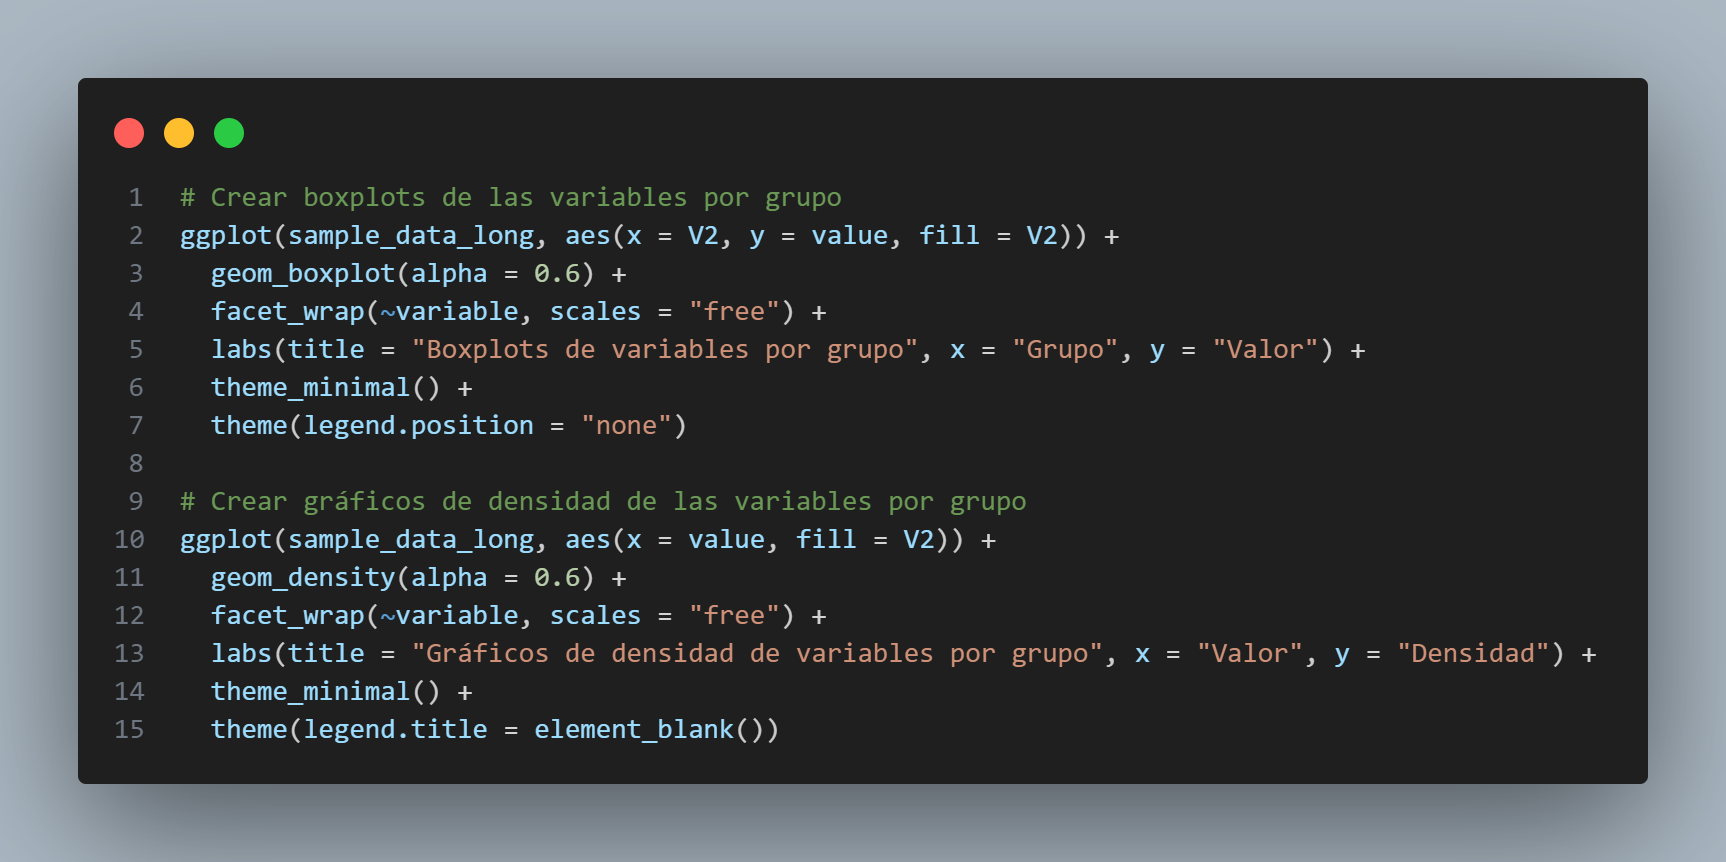 1 # Crear boxplots de las variables por grupo
2 ggplot(sample_data_long, aes(x = V2, y = value, fill = V2)) +
3   geom_boxplot(alpha = 0.6) +
4   facet_wrap(~variable, scales = "free") +
5   labs(title = "Boxplots de variables por grupo", x = "Grupo", y = "Valor") +
6   theme_minimal() +
7   theme(legend.position = "none")
8
9 # Crear gráficos de densidad de las variables por grupo
10 ggplot(sample_data_long, aes(x = value, fill = V2)) +
11   geom_density(alpha = 0.6) +
12   facet_wrap(~variable, scales = "free") +
13   labs(title = "Gráficos de densidad de variables por grupo", x = "Valor", y = "Densidad") +
14   theme_minimal() +
15   theme(legend.title = element_blank())